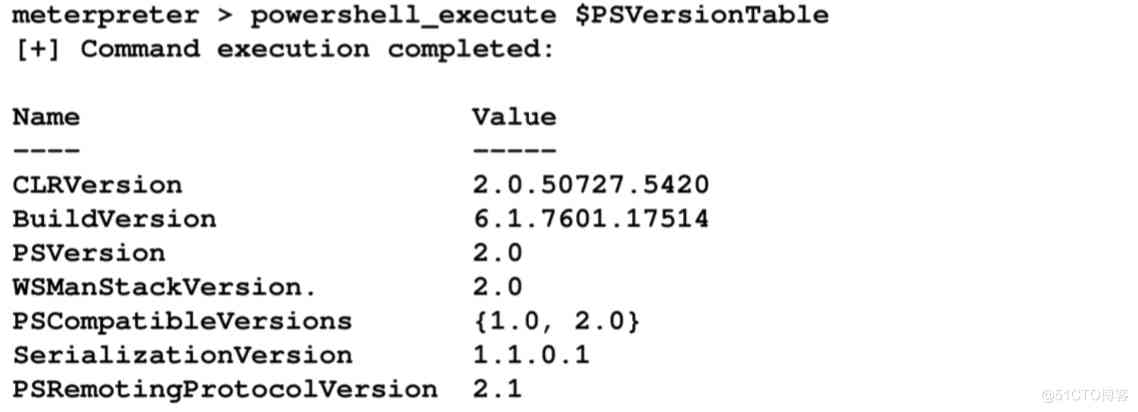 meterpreter > powershell_execute $PSVersionTable
[+] Command execution completed:
Name Value
---- -----
CLRVersion 2.0.50727.5420
BuildVersion 6.1.7601.17514
PSVersion 2.0
WSManStackVersion. 2.0
PSCompatibleVersions {1.0, 2.0}
SerializationVersion 1.1.0.1
PSRemotingProtocolVersion 2.1
@51CTO博客